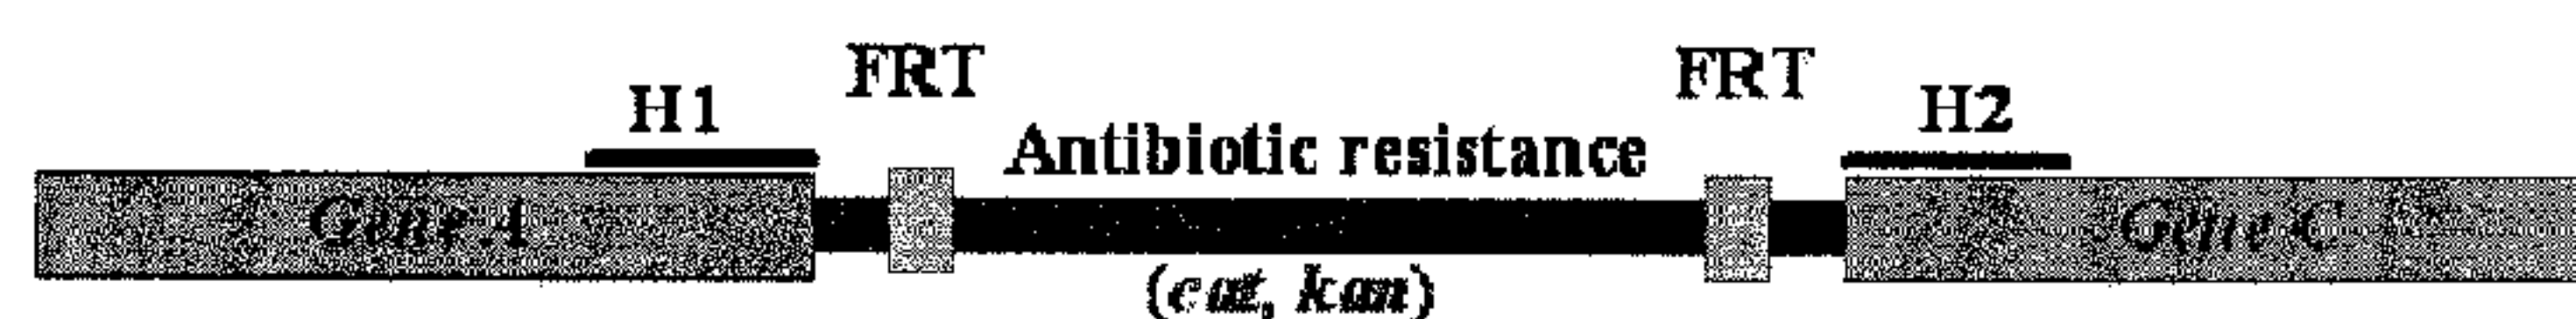 FRT FRT
H1 H2
Antibiotic resistance
Gene A Gene C
(cat, kan)